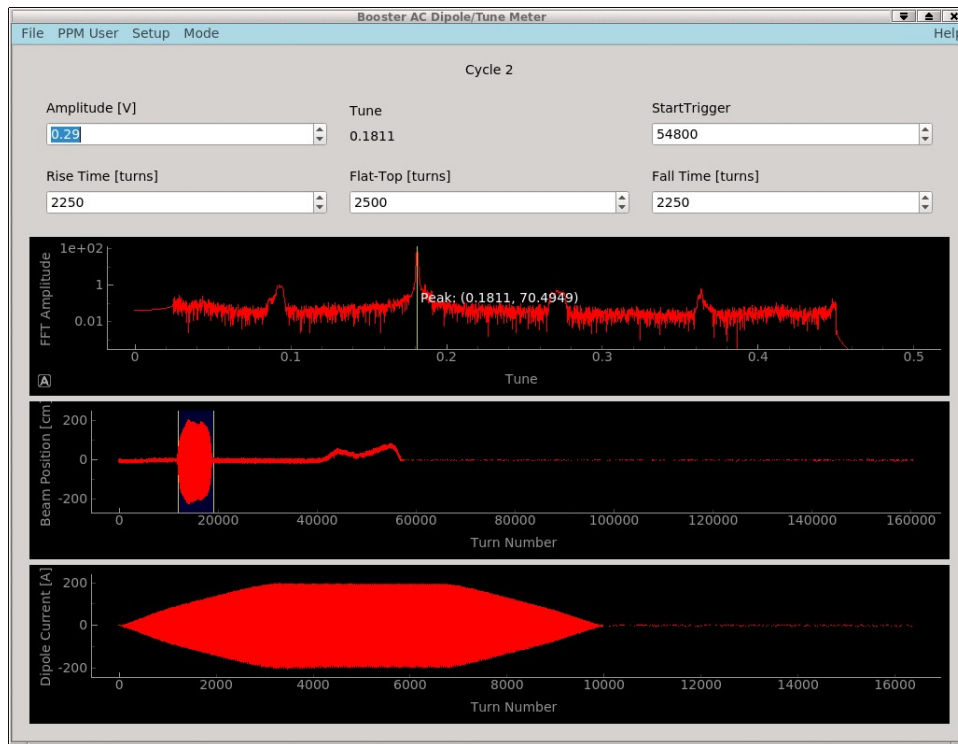 Booster AC Dipole/Tune Meter
File PPM User Setup Mode Help
Cycle 2
Amplitude [V] Tune StartTrigger
0.29 0.1811 54800
Rise Time [turns] Flat-Top [turns] Fall Time [turns]
2250 2500 2250
FFT Amplitude
1e+02
1
0.01
Peak: (0.1811, 70.4949)
0 0.1 0.2 0.3 0.4 0.5
A
Tune
Beam Position [cm]
200
0
-200
0 20000 40000 60000 80000 100000 120000 140000 160000
Turn Number
Dipole Current [A]
200
0
-200
0 2000 4000 6000 8000 10000 12000 14000 16000
Turn Number